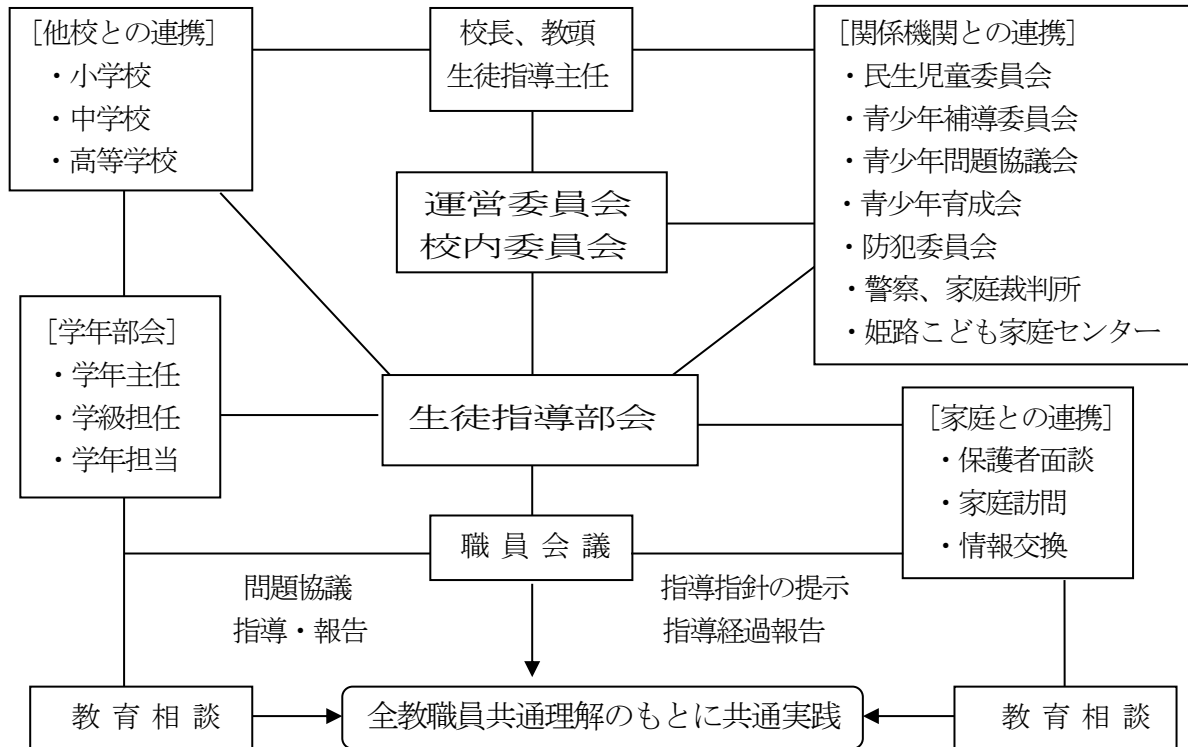 [他校との連携]
・小学校
・中学校
・高等学校
校長、教頭
生徒指導主任
[関係機関との連携]
・民生児童委員会
・青少年補導委員会
・青少年問題協議会
・青少年育成会
・防犯委員会
・警察、家庭裁判所
・姫路こども家庭センター
運営委員会
校内委員会
[学年部会]
・学年主任
・学級担任
・学年担当
生徒指導部会
[家庭との連携]
・保護者面談
・家庭訪問
・情報交換
職員会議
問題協議
指導・報告
指導指針の提示
指導経過報告
教育相談
全教職員共通理解のもとに共通実践
教育相談